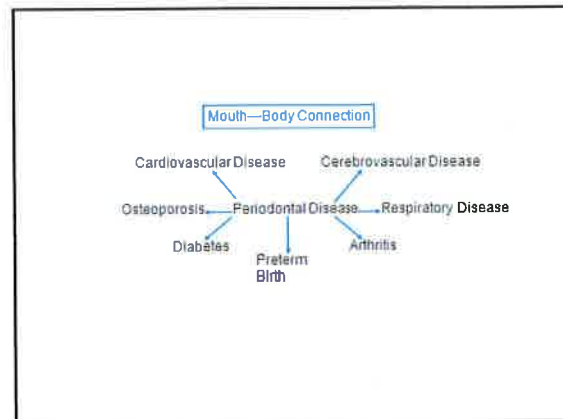 Mouth—Body Connection
Cardiovascular Disease
Cerebrovascular Disease
Osteoporosis
Periodontal Disease
Respiratory Disease
Diabetes
Arthritis
Preterm
Birth